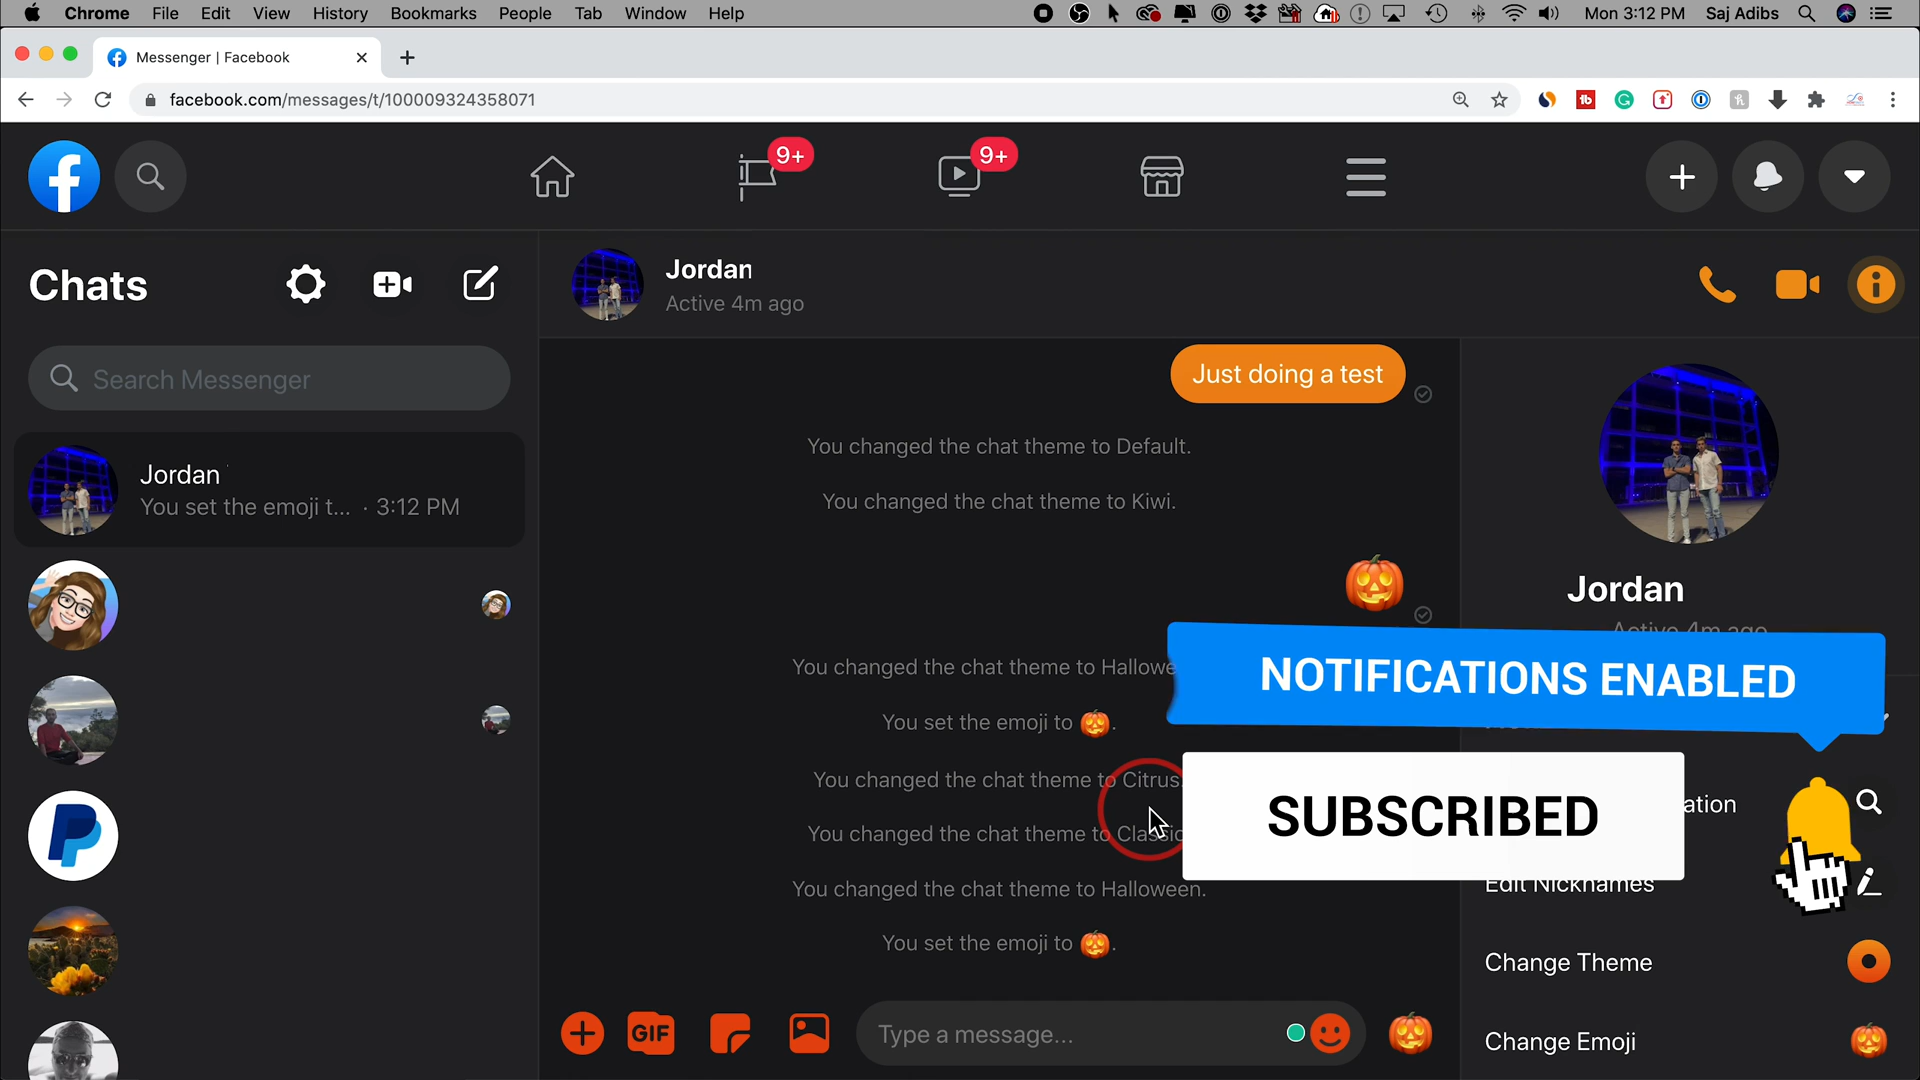 Chrome File Edit View History Bookmarks People Tab Window Help Mon 3:12 PM Saj Adibs
Messenger | Facebook
facebook.com/messages/t/100009324358071
9+
9+
Chats
Search Messenger
Jordan
You set the emoji t... · 3:12 PM
Jordan
Active 4m ago
Just doing a test
You changed the chat theme to Default.
You changed the chat theme to Kiwi.
You changed the chat theme to Hallowe
You set the emoji to 🎃.
You changed the chat theme to Citrus.
You changed the chat theme to Classic
You changed the chat theme to Halloween.
You set the emoji to 🎃.
GIF
Type a message...
Jordan
Active 4m ago
NOTIFICATIONS ENABLED
SUBSCRIBED
ation
Edit Nicknames
Change Theme
Change Emoji